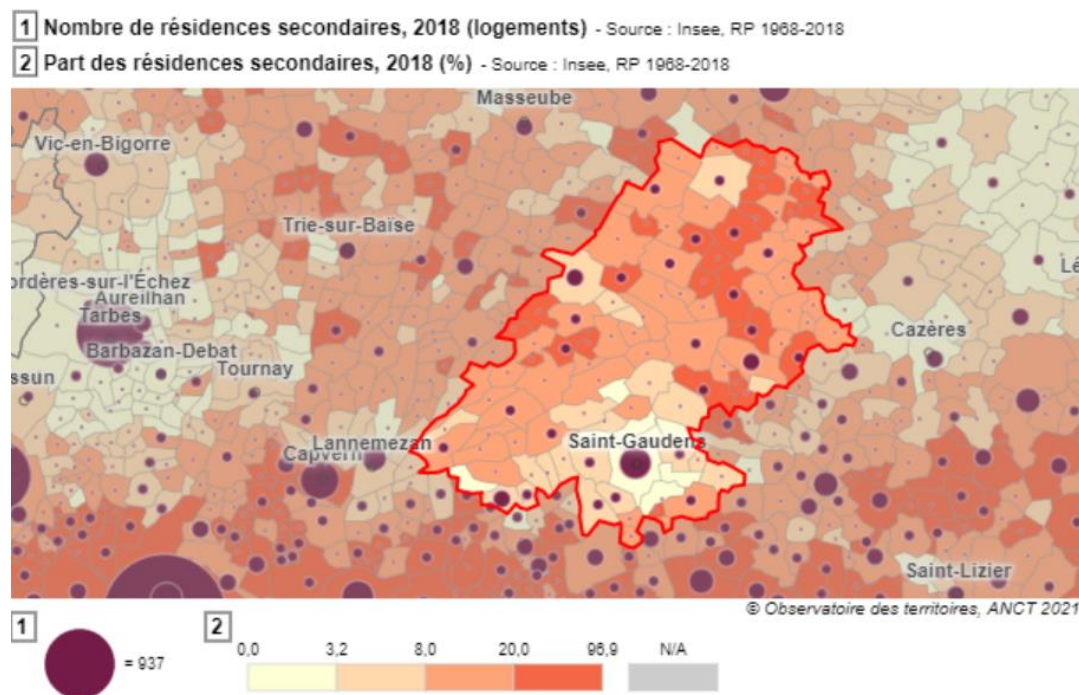 1 Nombre de résidences secondaires, 2018 (logements) - Source : Insee, RP 1968-2018
2 Part des résidences secondaires, 2018 (%) - Source : Insee, RP 1968-2018
Masseube
Vic-en-Bigorre
Trie-sur-Baïse
ordères-sur-l'Échez
Lé
Aureilhan
Tarbes
Cazères
Barbazan-Debat
Tournay
ssun
Lannemezan
Saint-Gaudens
Capvern
Saint-Lizier
© Observatoire des territoires, ANCT 2021
1
2
0,0 3,2 8,0 20,0 96,9 N/A
= 937